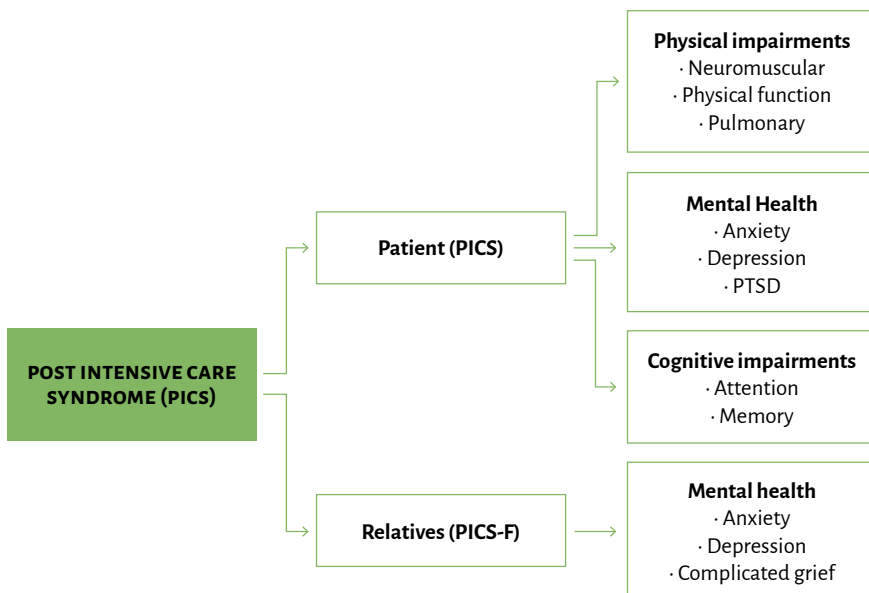 POST INTENSIVE CARE
SYNDROME (PICS)
Patient (PICS)
Physical impairments
· Neuromuscular
· Physical function
· Pulmonary
Mental Health
· Anxiety
· Depression
· PTSD
Cognitive impairments
· Attention
· Memory
Relatives (PICS-F)
Mental health
· Anxiety
· Depression
· Complicated grief